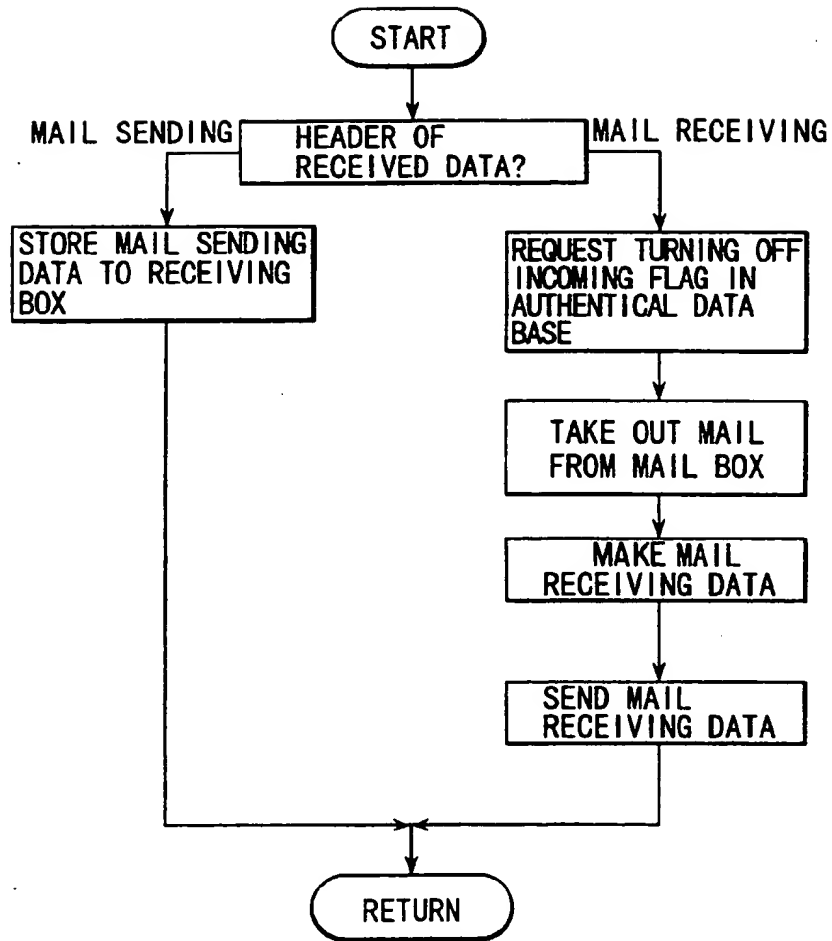 START
MAIL SENDING
HEADER OF
RECEIVED DATA?
MAIL RECEIVING
STORE MAIL SENDING
DATA TO RECEIVING
BOX
REQUEST TURNING OFF
INCOMING FLAG IN
AUTHENTICAL DATA
BASE
TAKE OUT MAIL
FROM MAIL BOX
MAKE MAIL
RECEIVING DATA
SEND MAIL
RECEIVING DATA
RETURN